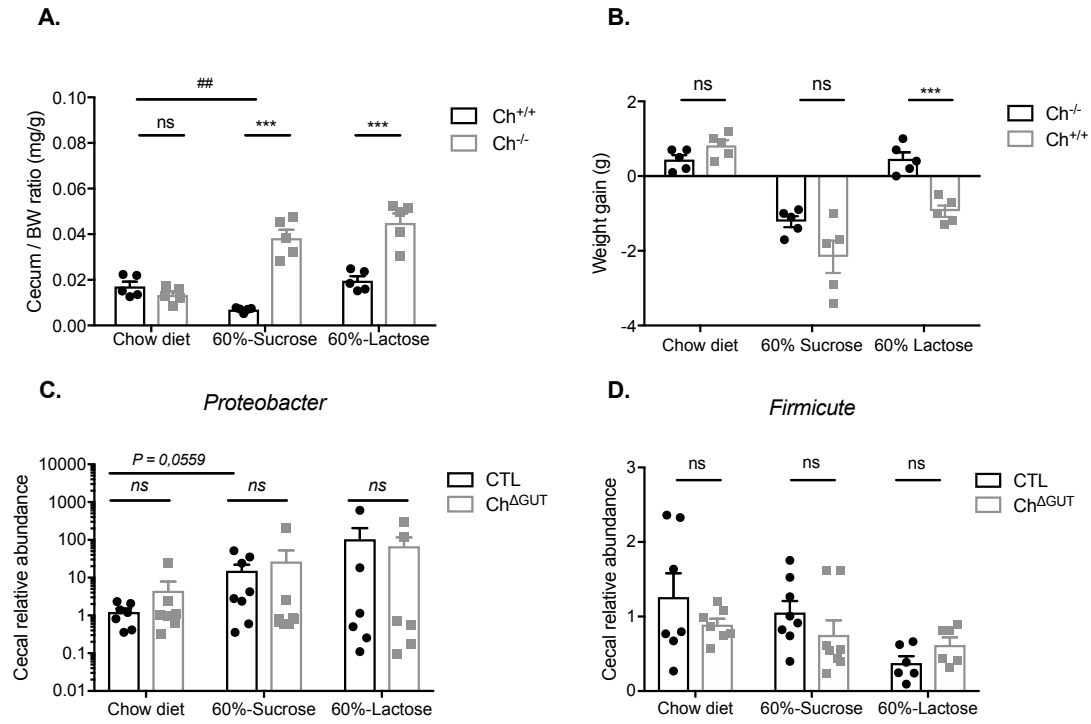 A.
##
ns
***
***
Ch+/+
Ch-/-
Cecum / BW ratio (mg/g)
0.10
0.08
0.06
0.04
0.02
0.00
Chow diet
60%-Sucrose
60%-Lactose
B.
ns
ns
***
Ch-/-
Ch+/+
Weight gain (g)
2
0
-2
-4
Chow diet
60% Sucrose
60% Lactose
C.
Proteobacter
P = 0,0559
ns
ns
ns
CTL
ChΔGUT
Cecal relative abundance
10000
1000
100
10
1
0.1
0.01
Chow diet
60%-Sucrose
60%-Lactose
D.
Firmicute
ns
ns
ns
CTL
ChΔGUT
Cecal relative abundance
3
2
1
0
Chow diet
60%-Sucrose
60%-Lactose